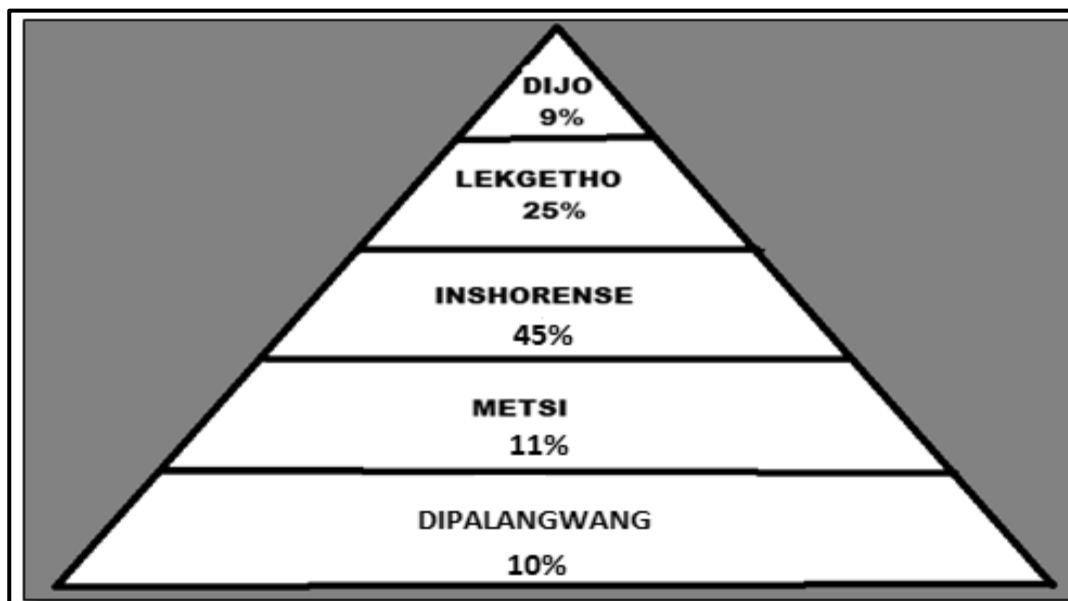 DIJO
9%
LEKGETHO
25%
INSHORENSE
45%
METSI
11%
DIPALANGWANG
10%